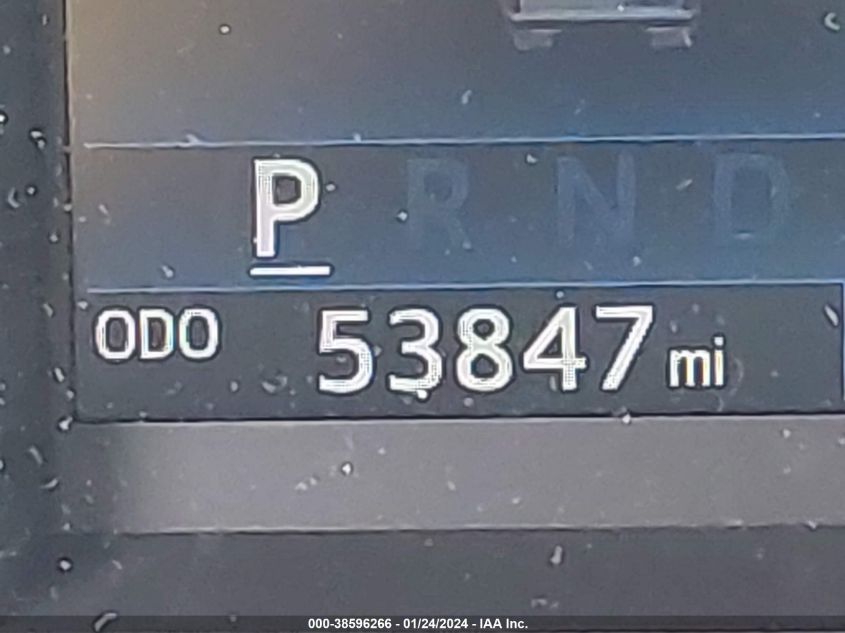 P R N D
ODO 53847 mi
000-38596266 - 01/24/2024 - IAA Inc.